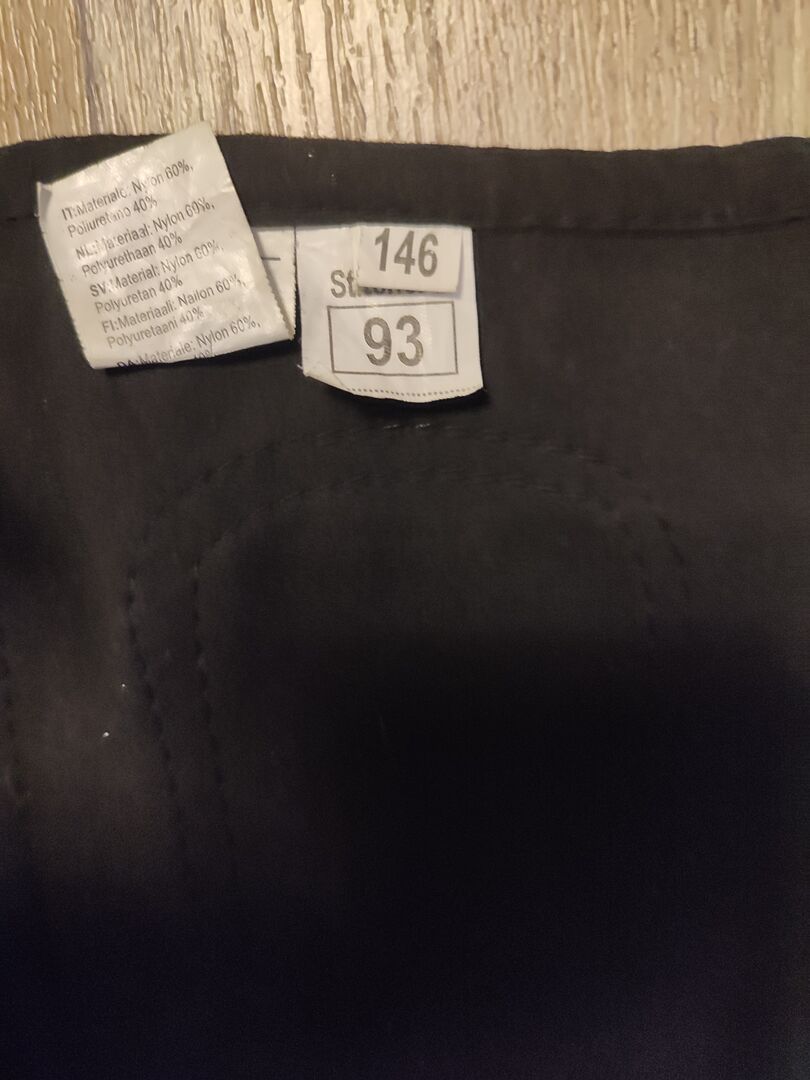 IT:Materiale: Nylon 60%,
Poliuretano 40%
NL:Materiaal: Nylon 60%,
Polyurethaan 40%
SV:Material: Nylon 60%,
Polyuretan 40%
FI:Materiaali: Nailon 60%,
Polyuretaani 40%
DA:Materiale: Nylon 60%,
146
93